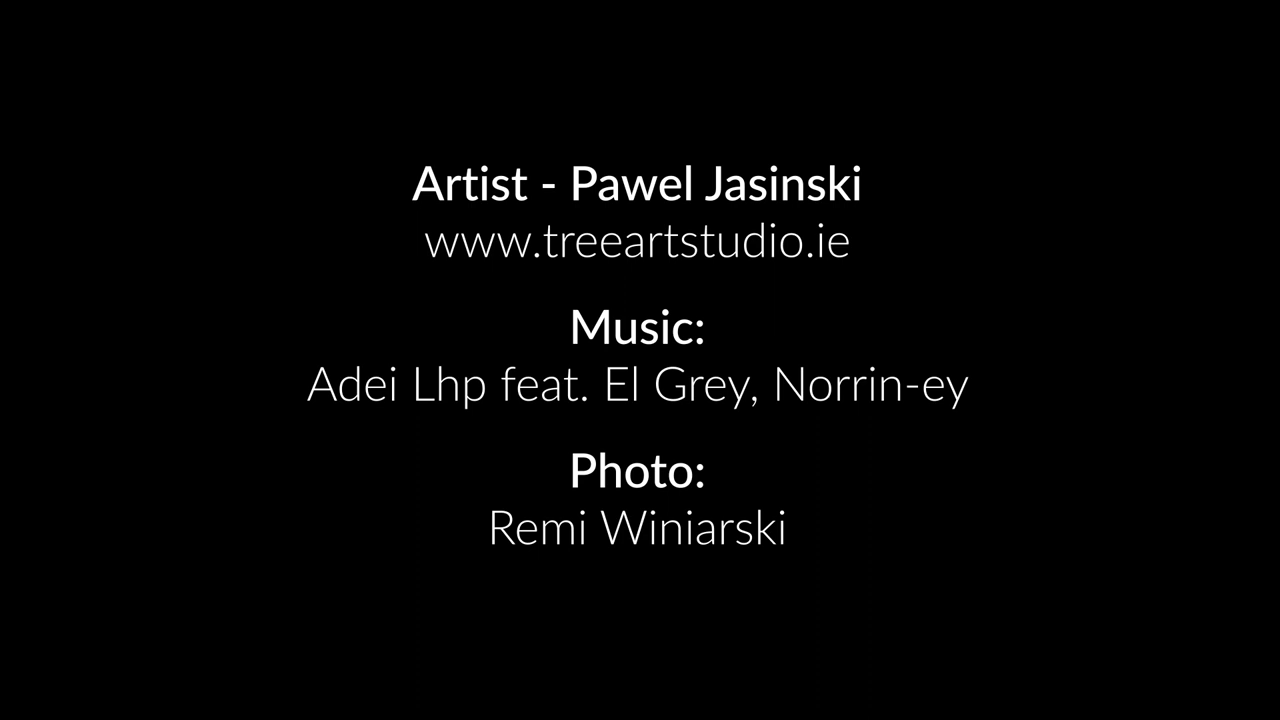 Artist - Pawel Jasinski
www.treeartstudio.ie
Music:
Adei Lhp feat. El Grey, Norrin-ey
Photo:
Remi Winiarski